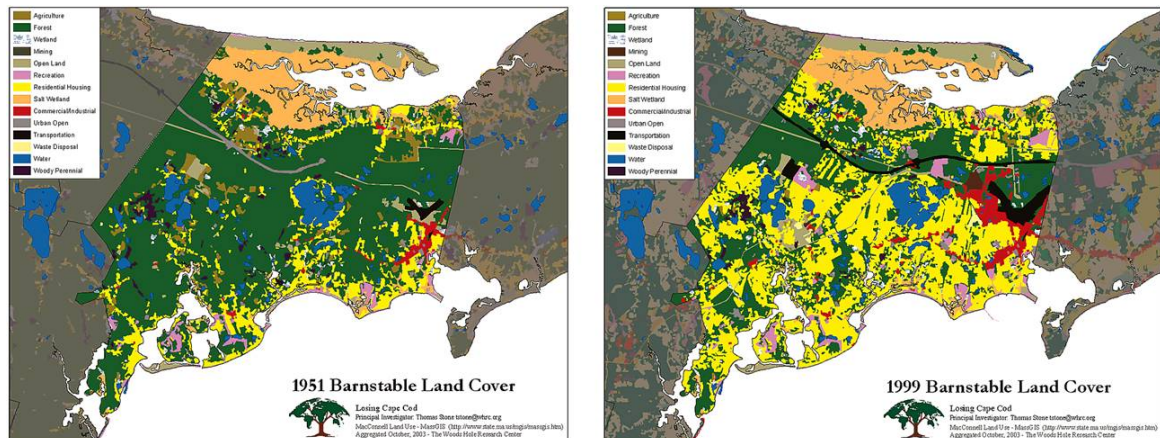 Agriculture
Forest
Wetland
Mining
Open Land
Recreation
Residential Housing
Salt Wetland
Commercial/Industrial
Urban Open
Transportation
Waste Disposal
Water
Woody Perennial
1951 Barnstable Land Cover
Losing Cape Cod
Principal Investigator: Thomas Stone tstone@whrc.org
MacConnell Land Use - MassGIS (http://www.state.ma.us/mgis/massgis.htm)
Aggregated October, 2003 - The Woods Hole Research Center
Agriculture
Forest
Wetland
Mining
Open Land
Recreation
Residential Housing
Salt Wetland
Commercial/Industrial
Urban Open
Transportation
Waste Disposal
Water
Woody Perennial
1999 Barnstable Land Cover
Losing Cape Cod
Principal Investigator: Thomas Stone tstone@whrc.org
MacConnell Land Use - MassGIS (http://www.state.ma.us/mgis/massgis.htm)
Aggregated October, 2003 - The Woods Hole Research Center